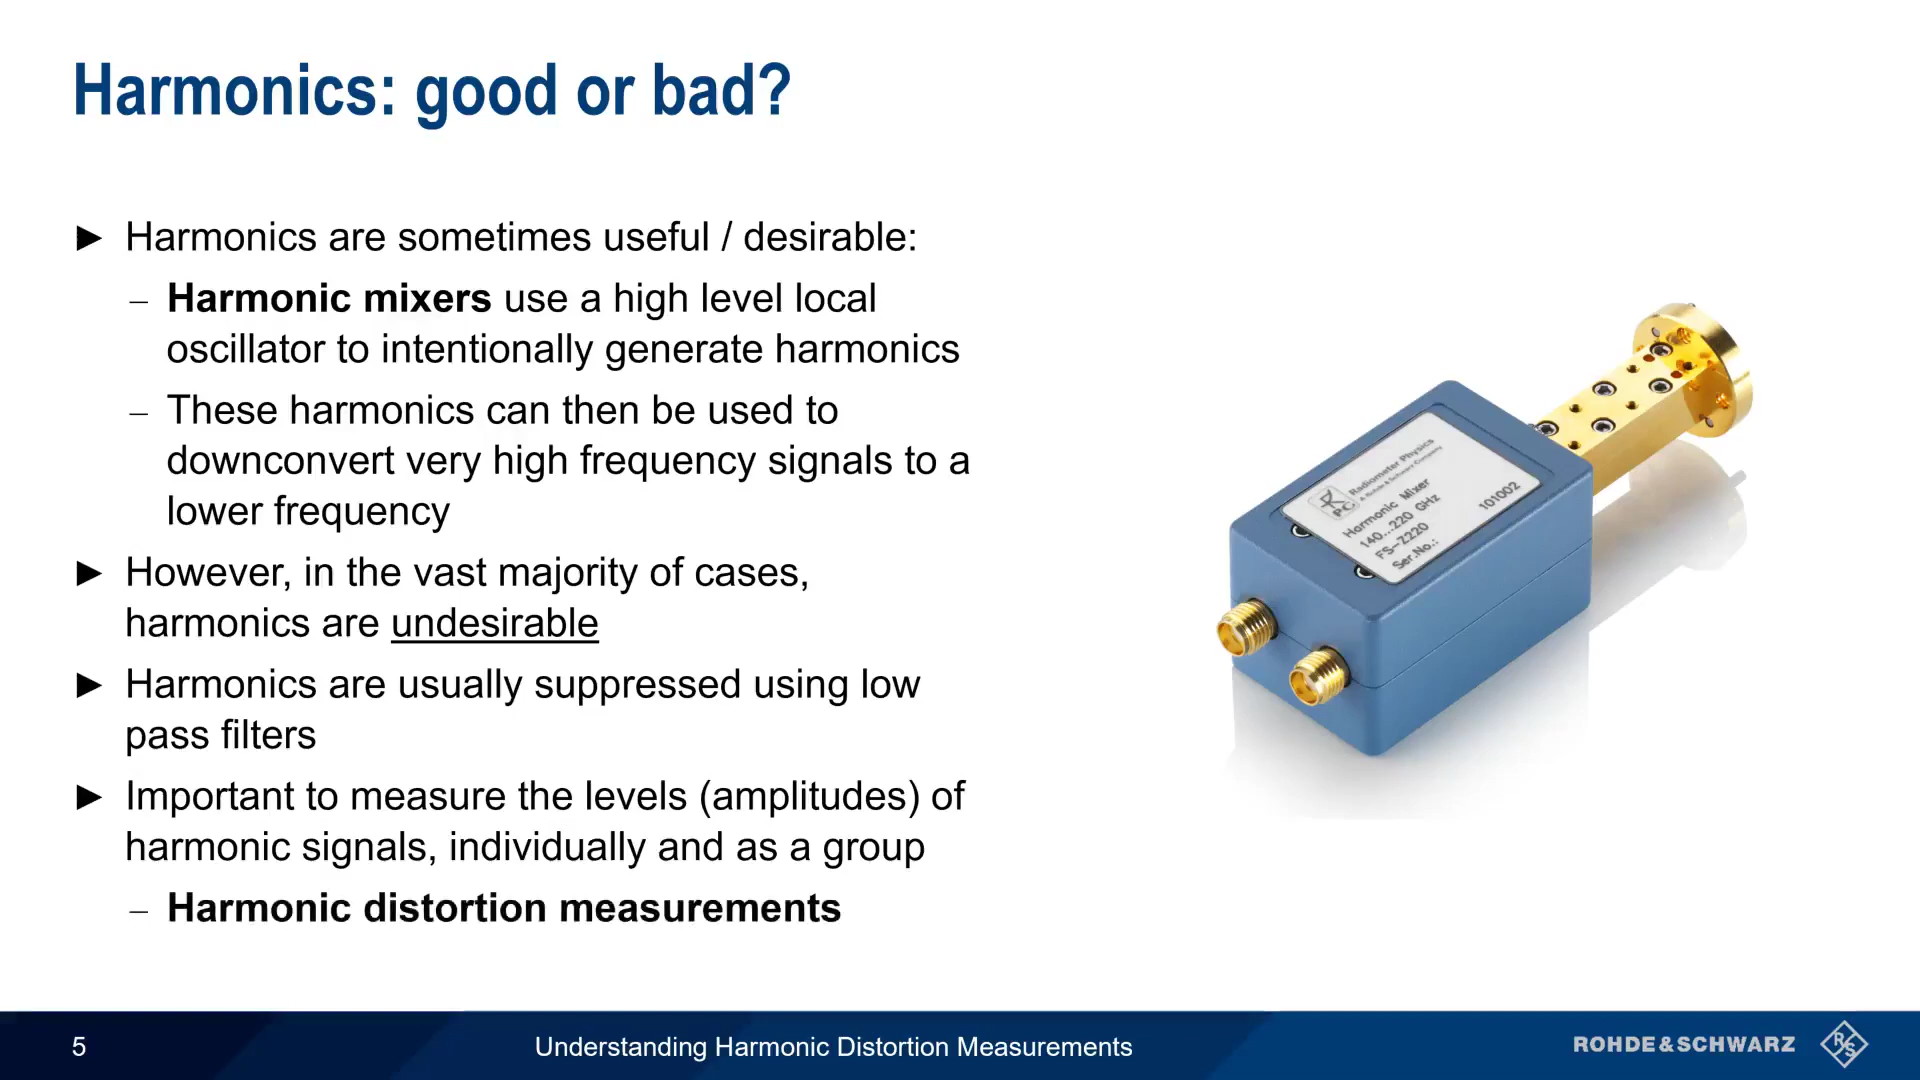 Harmonics: good or bad?
► Harmonics are sometimes useful / desirable:
– Harmonic mixers use a high level local
oscillator to intentionally generate harmonics
– These harmonics can then be used to
downconvert very high frequency signals to a
lower frequency
► However, in the vast majority of cases,
harmonics are undesirable
► Harmonics are usually suppressed using low
pass filters
► Important to measure the levels (amplitudes) of
harmonic signals, individually and as a group
– Harmonic distortion measurements
Radiometer Physics
A Rohde & Schwarz Company
Harmonic Mixer
140...220 GHz
FS-Z220
Ser.No.: 101002
5
Understanding Harmonic Distortion Measurements
ROHDE&SCHWARZ
R&S